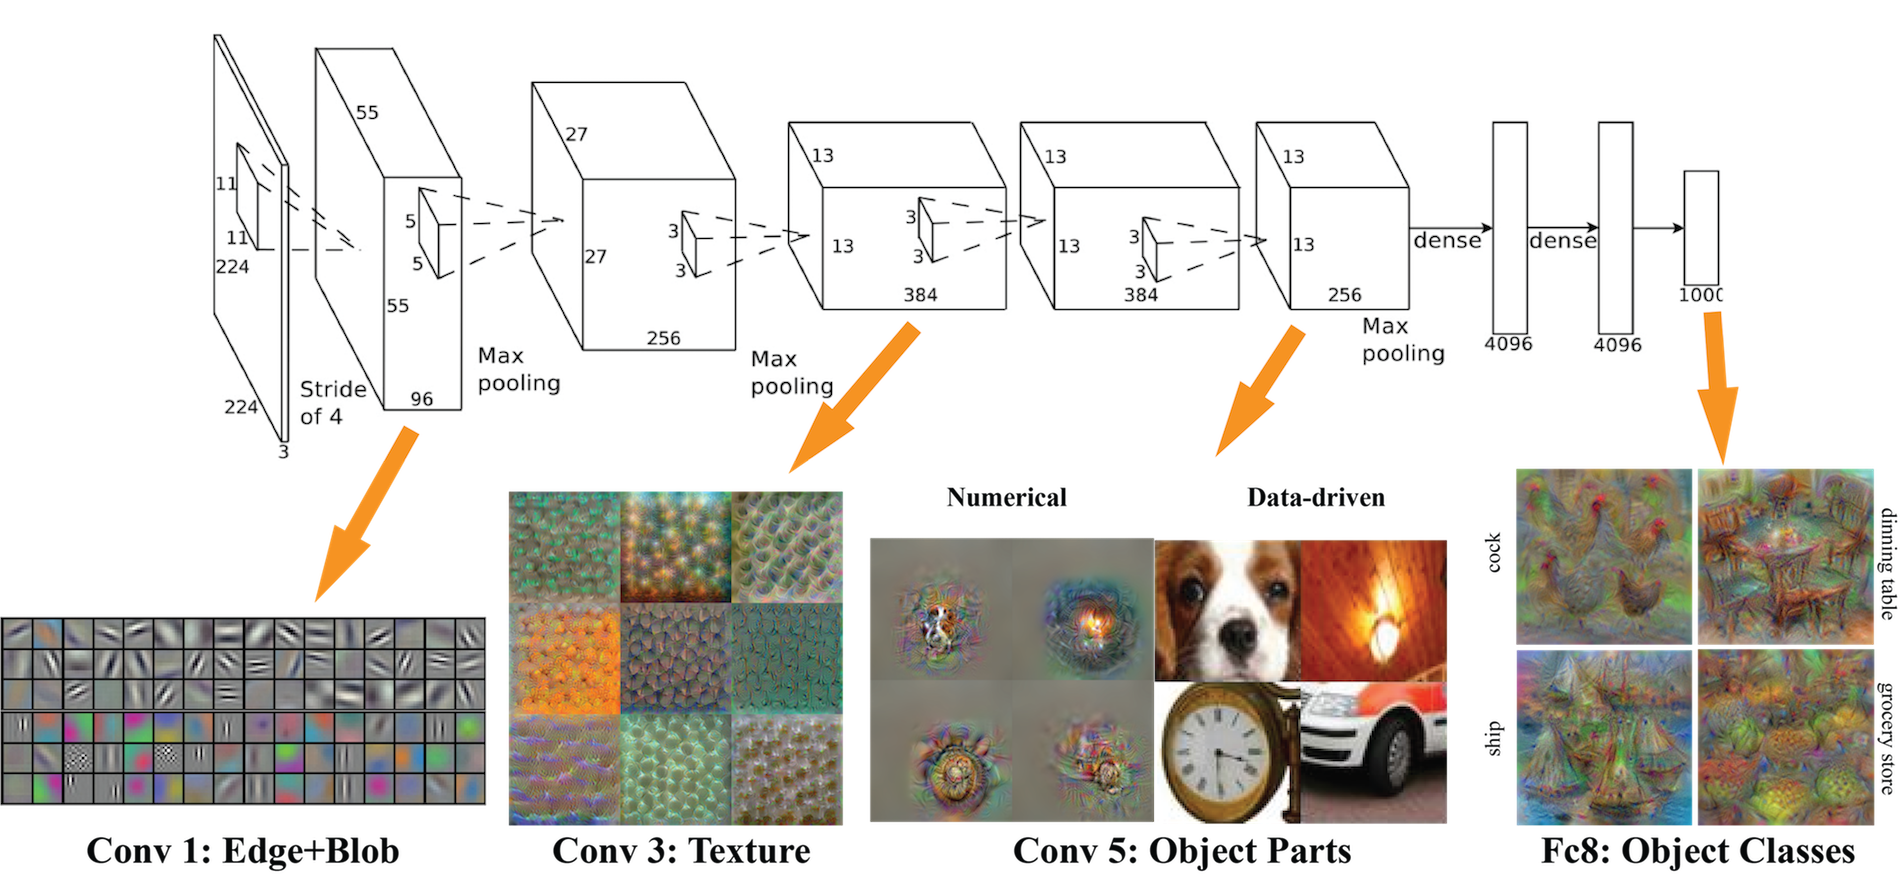 55
11
11
224
224
3
Stride
of 4
5
5
55
96
Max
pooling
27
27
3
3
256
Max
pooling
13
13
3
3
384
13
13
3
3
384
13
13
256
Max
pooling
dense
4096
dense
4096
1000
Numerical
Data-driven
cock
ship
dinning table
grocery store
Conv 1: Edge+Blob
Conv 3: Texture
Conv 5: Object Parts
Fc8: Object Classes